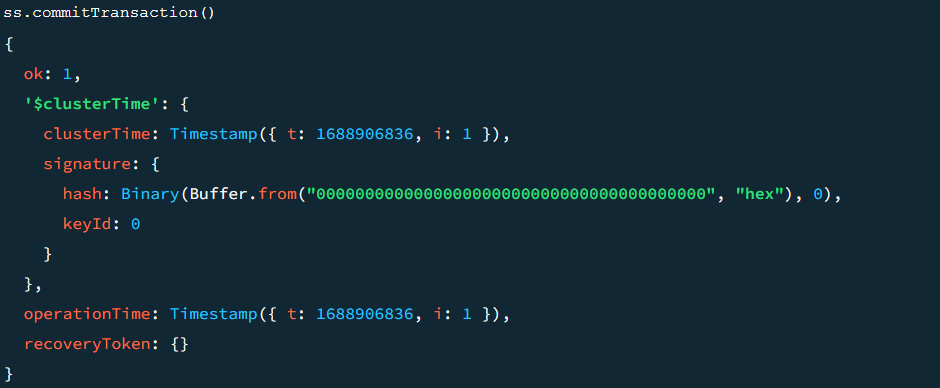 ss.commitTransaction()
{
  ok: 1,
  '$clusterTime': {
    clusterTime: Timestamp({ t: 1688906836, i: 1 }),
    signature: {
      hash: Binary(Buffer.from("0000000000000000000000000000000000000000", "hex"), 0),
      keyId: 0
    }
  },
  operationTime: Timestamp({ t: 1688906836, i: 1 }),
  recoveryToken: {}
}